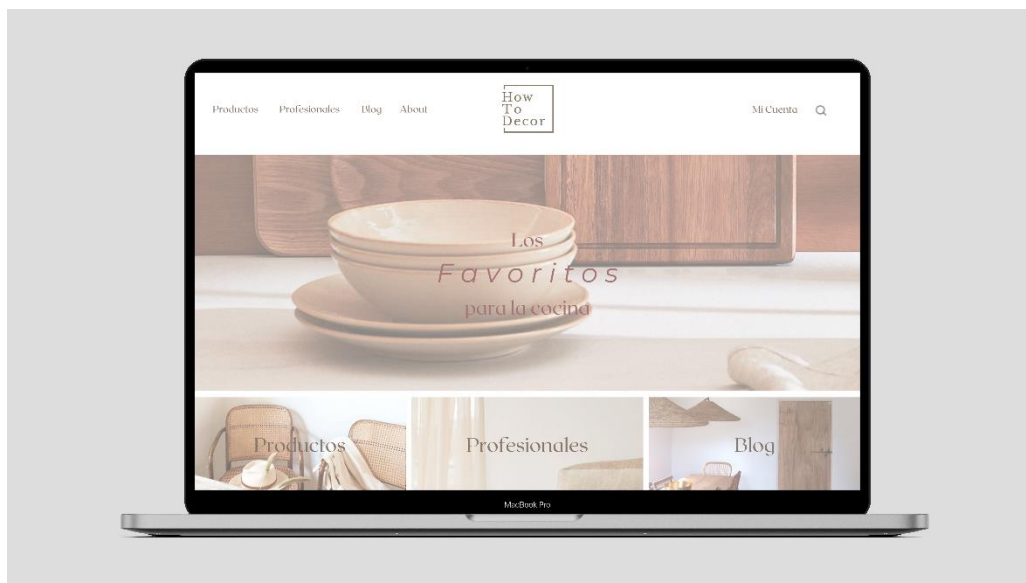 Productos Profesionales Blog About
How
To
Decor
Mi Cuenta
Los
Favoritos
para la cocina
Productos Profesionales Blog
MacBook Pro